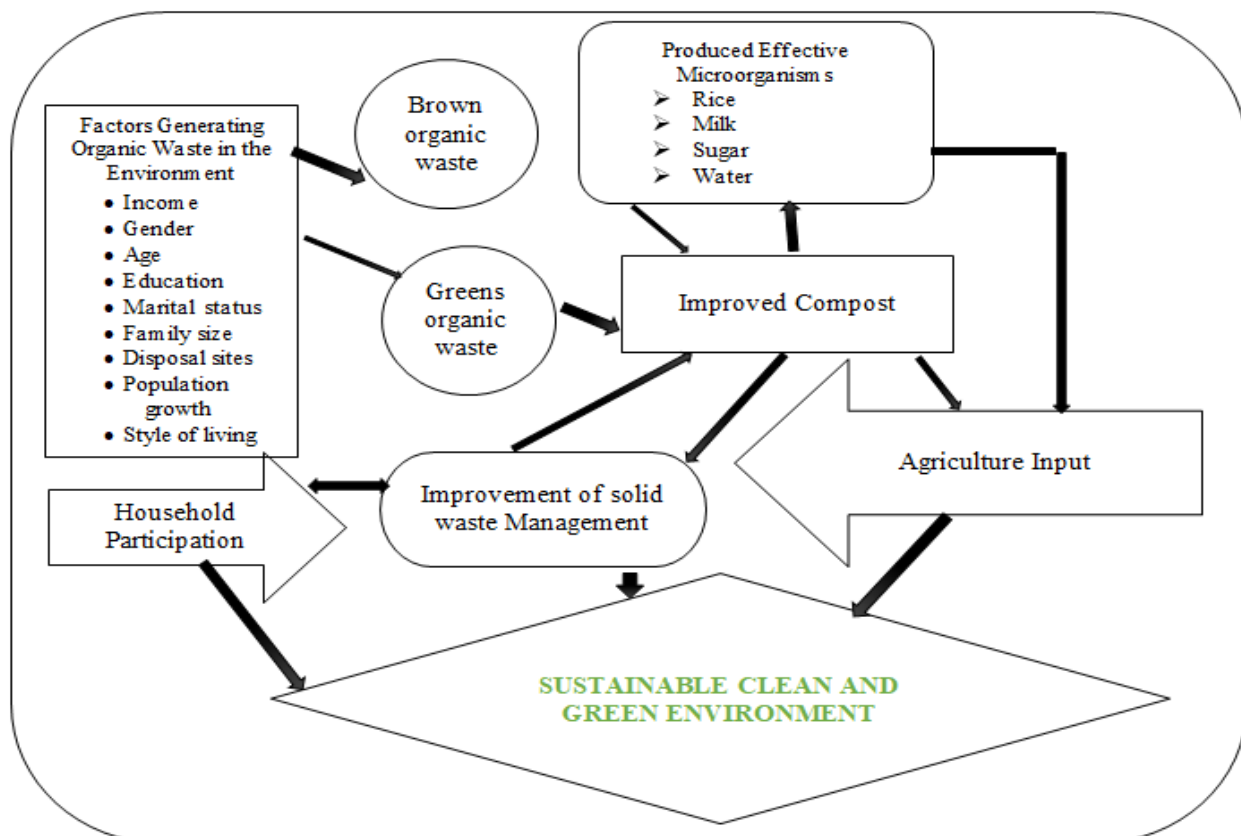 Factors Generating
Organic Waste in the
Environment
• Income
• Gender
• Age
• Education
• Marital status
• Family size
• Disposal sites
• Population
growth
• Style of living
Brown
organic
waste
Greens
organic
waste
Produced Effective
Microorganisms
➢ Rice
➢ Milk
➢ Sugar
➢ Water
Improved Compost
Agriculture Input
Improvement of solid
waste Management
Household
Participation
SUSTAINABLE CLEAN AND
GREEN ENVIRONMENT